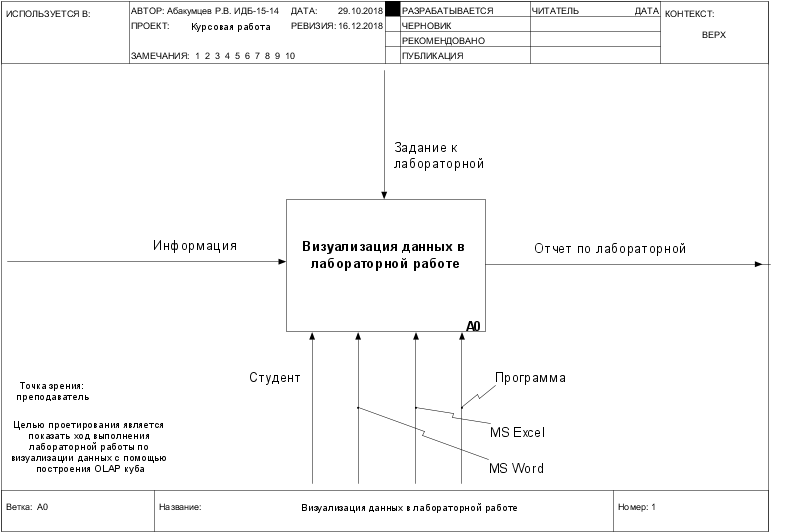 ИСПОЛЬЗУЕТСЯ В:
АВТОР: Абакумцев Р.В. ИДБ-15-14 ДАТА: 29.10.2018
ПРОЕКТ: Курсовая работа РЕВИЗИЯ: 16.12.2018
ЗАМЕЧАНИЯ: 1 2 3 4 5 6 7 8 9 10
РАЗРАБАТЫВАЕТСЯ
ЧЕРНОВИК
РЕКОМЕНДОВАНО
ПУБЛИКАЦИЯ
ЧИТАТЕЛЬ ДАТА
КОНТЕКСТ:
ВЕРХ
Задание к
лабораторной
Информация
Визуализация данных в
лабораторной работе
A0
Отчет по лабораторной
Студент
Программа
MS Excel
MS Word
Точка зрения:
преподаватель
Целью проетирования является
показать ход выполнения
лабораторной работы по
визуализации данных с помощью
построения OLAP куба
Ветка: A0
Название: Визуализация данных в лабораторной работе
Номер: 1